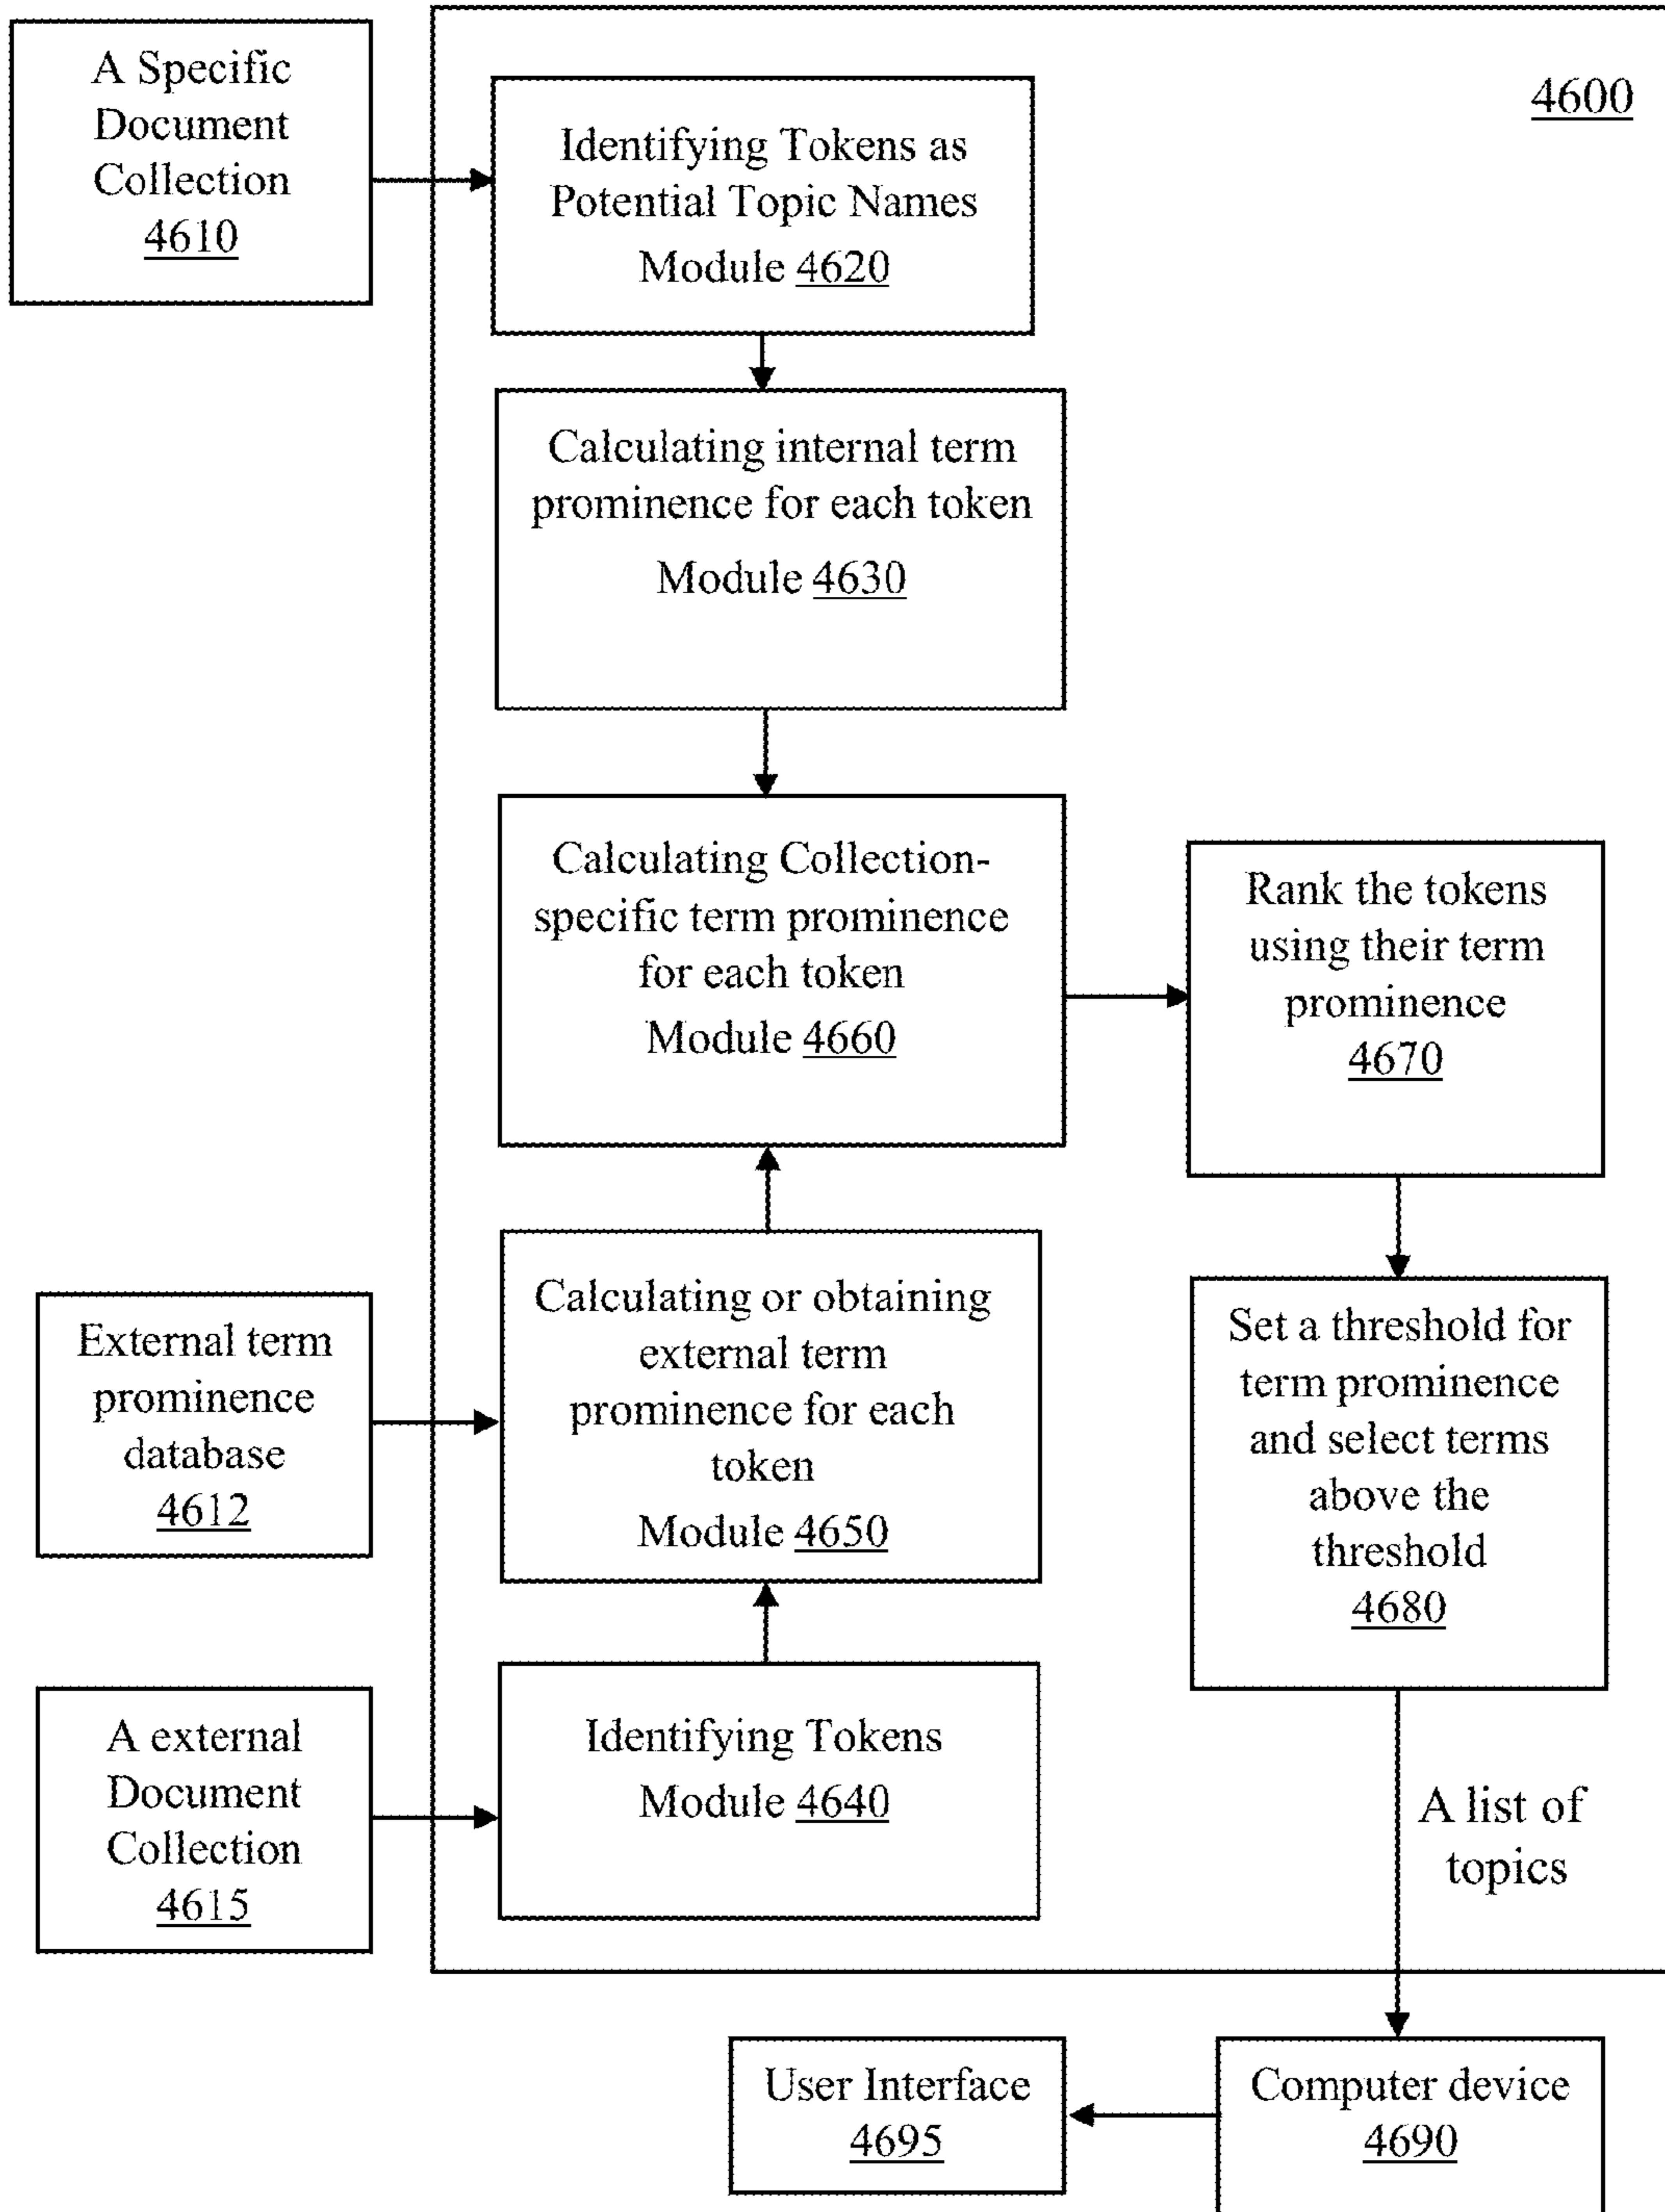 A Specific
Document
Collection
4610
4600
Identifying Tokens as
Potential Topic Names
Module 4620
Calculating internal term
prominence for each token
Module 4630
Calculating Collection-
specific term prominence
for each token
Module 4660
Rank the tokens
using their term
prominence
4670
External term
prominence
database
4612
Calculating or obtaining
external term
prominence for each
token
Module 4650
Set a threshold for
term prominence
and select terms
above the
threshold
4680
A external
Document
Collection
4615
Identifying Tokens
Module 4640
A list of
topics
User Interface
4695
Computer device
4690